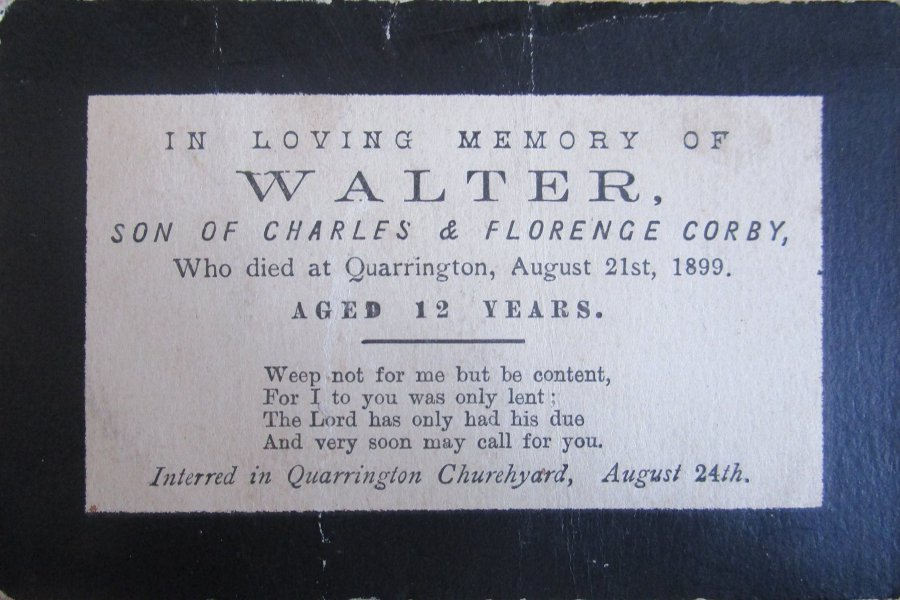 IN LOVING MEMORY OF
WALTER,
SON OF CHARLES & FLORENCE CORBY,
Who died at Quarrington, August 21st, 1899.
AGED 12 YEARS.
Weep not for me but be content,
For I to you was only lent;
The Lord has only had his due
And very soon may call for you.
Interred in Quarrington Churchyard, August 24th.